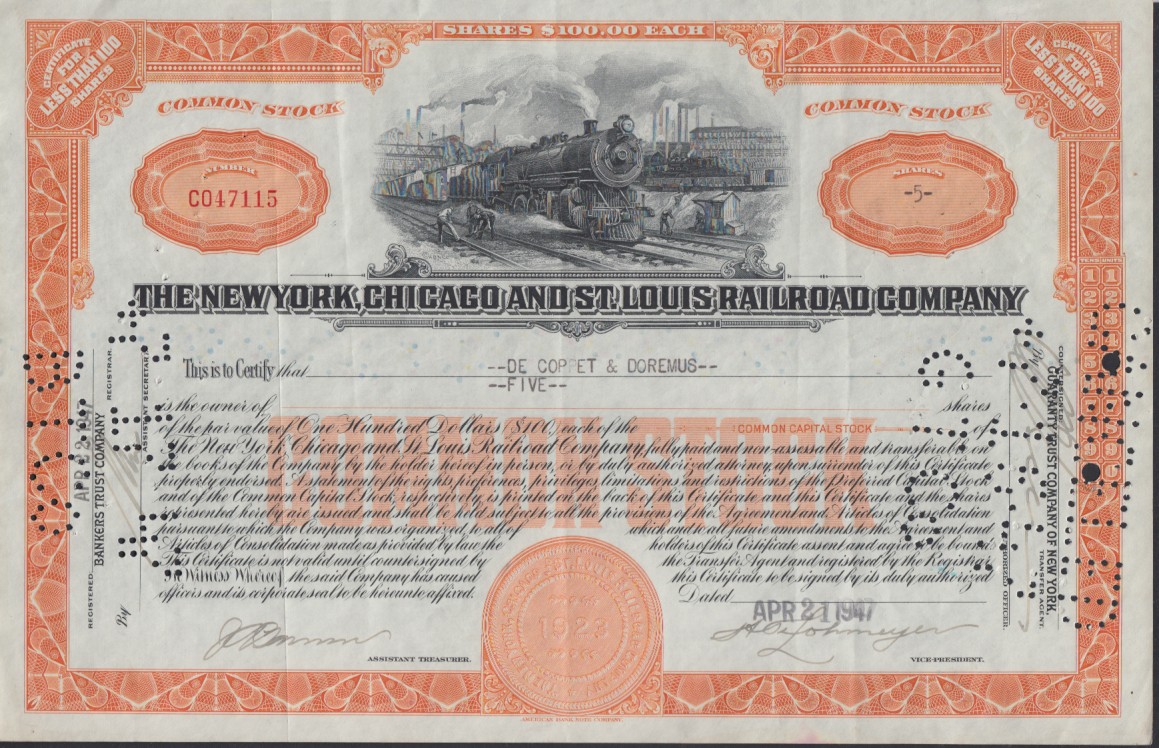 SHARES $100.00 EACH
CERTIFICATE
FOR
LESS THAN 100
SHARES
CERTIFICATE
FOR
LESS THAN 100
SHARES
COMMON STOCK
COMMON STOCK
NUMBER
CO47115
SHARES
-5-
THE NEW YORK, CHICAGO AND ST. LOUIS RAILROAD COMPANY
This is to Certify that --DE COPPET & DOREMUS--
--FIVE--
is the owner of shares
of the par value of One Hundred Dollars ($100) each of the COMMON CAPITAL STOCK of
The New York, Chicago and St. Louis Railroad Company, fully paid and non-assessable and transferable on
the books of the Company by the holder hereof in person, or by duly authorized attorney, upon surrender of this Certificate
properly endorsed. A statement of the rights, preferences, privileges, limitations and restrictions of the Preferred Capital Stock
and of the Common Capital Stock respectively is printed on the back of this Certificate and this Certificate and the shares
represented hereby are issued and shall be held subject to all the provisions of the Agreement and Articles of Consolidation
pursuant to which the Company is organized, to all of which and to all future amendments to the Agreement and
Articles of Consolidation made as provided by law the holders of this Certificate assent and agree to be bound.
This Certificate is not valid until countersigned by the Transfer Agent and registered by the Registrar.
In Witness Whereof, the said Company has caused this Certificate to be signed by its duly authorized
officers and its corporate seal to be hereunto affixed.
Dated APR 21 1947
COMMON STOCK
1923
ASSISTANT TREASURER.
VICE-PRESIDENT.
AMERICAN BANK NOTE COMPANY.
REGISTERED
APR 22 1947
BANKERS TRUST COMPANY
REGISTRAR.
By
ASSISTANT SECRETARY
COUNTERSIGNED
GUARANTY TRUST COMPANY OF NEW YORK,
TRANSFER AGENT.
AUTHORIZED OFFICER.
TENS UNITS